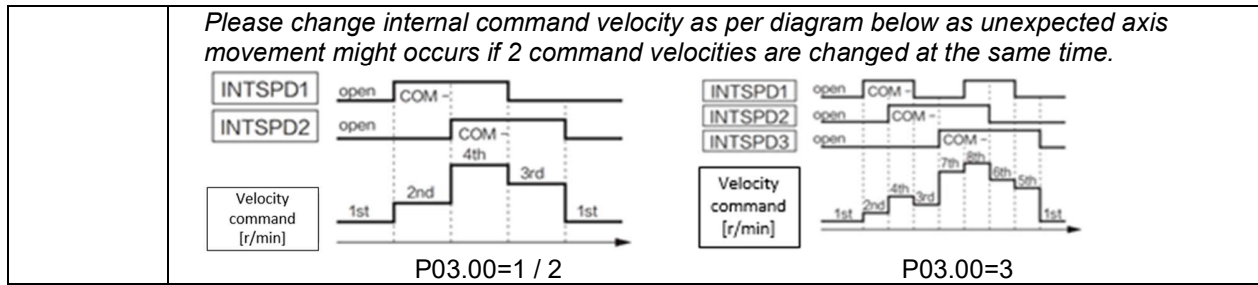 Please change internal command velocity as per diagram below as unexpected axis
movement might occurs if 2 command velocities are changed at the same time.
INTSPD1 open COM –
INTSPD2 open COM –
Velocity command [r/min]
1st 2nd 4th 3rd 1st
P03.00=1 / 2
INTSPD1 open COM –
INTSPD2 open COM –
INTSPD3 open COM –
Velocity command [r/min]
1st 2nd 4th 3rd 7th 8th 6th 5th 1st
P03.00=3